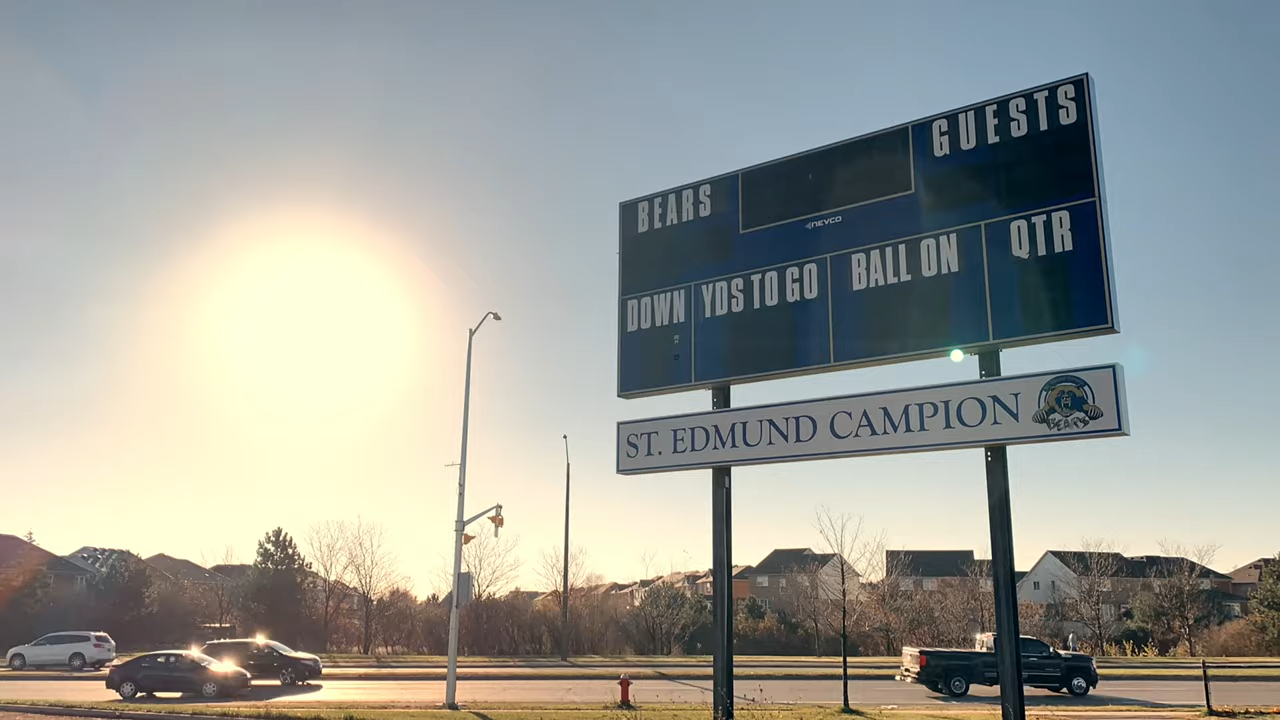 BEARS
GUESTS
NEVCO
DOWN
YDS TO GO
BALL ON
QTR
ST. EDMUND CAMPION
BEARS